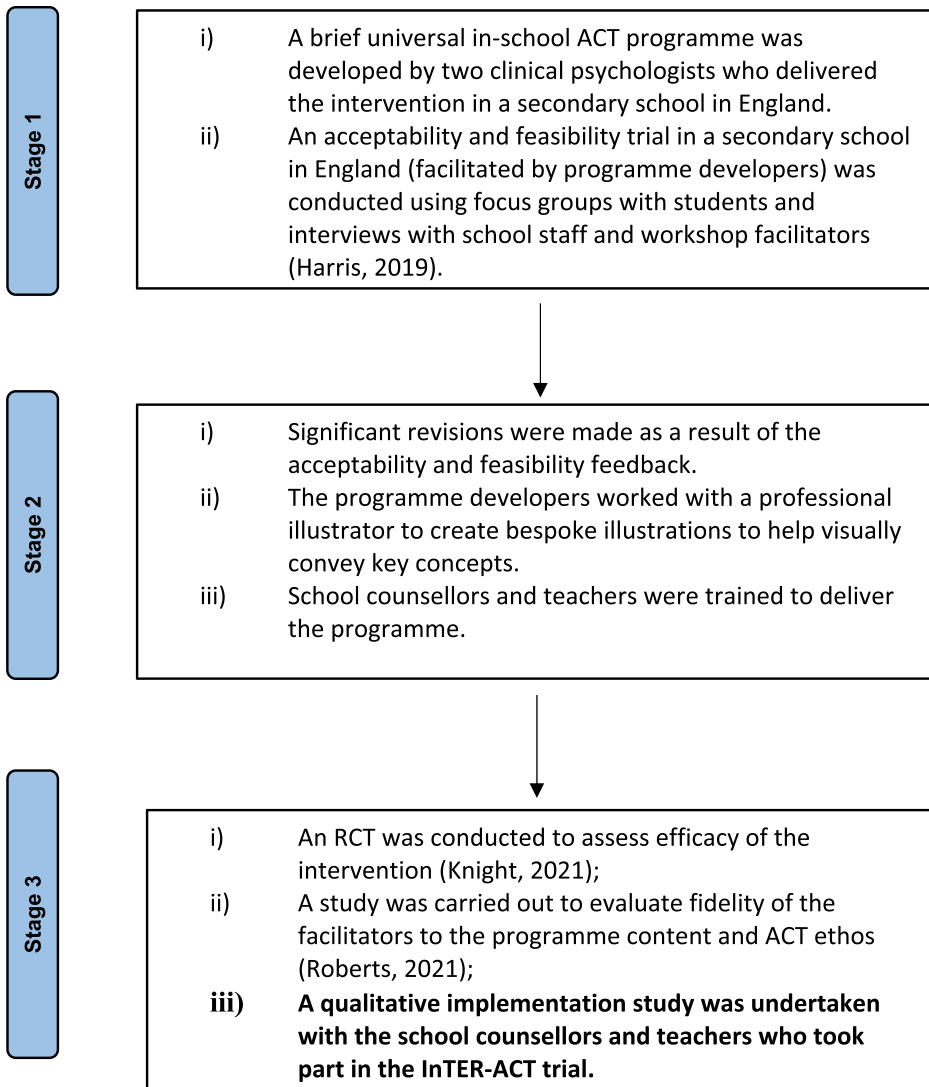 Stage 1
i) A brief universal in-school ACT programme was
developed by two clinical psychologists who delivered
the intervention in a secondary school in England.
ii) An acceptability and feasibility trial in a secondary school
in England (facilitated by programme developers) was
conducted using focus groups with students and
interviews with school staff and workshop facilitators
(Harris, 2019).
Stage 2
i) Significant revisions were made as a result of the
acceptability and feasibility feedback.
ii) The programme developers worked with a professional
illustrator to create bespoke illustrations to help visually
convey key concepts.
iii) School counsellors and teachers were trained to deliver
the programme.
Stage 3
i) An RCT was conducted to assess efficacy of the
intervention (Knight, 2021);
ii) A study was carried out to evaluate fidelity of the
facilitators to the programme content and ACT ethos
(Roberts, 2021);
iii) A qualitative implementation study was undertaken
with the school counsellors and teachers who took
part in the InTER-ACT trial.